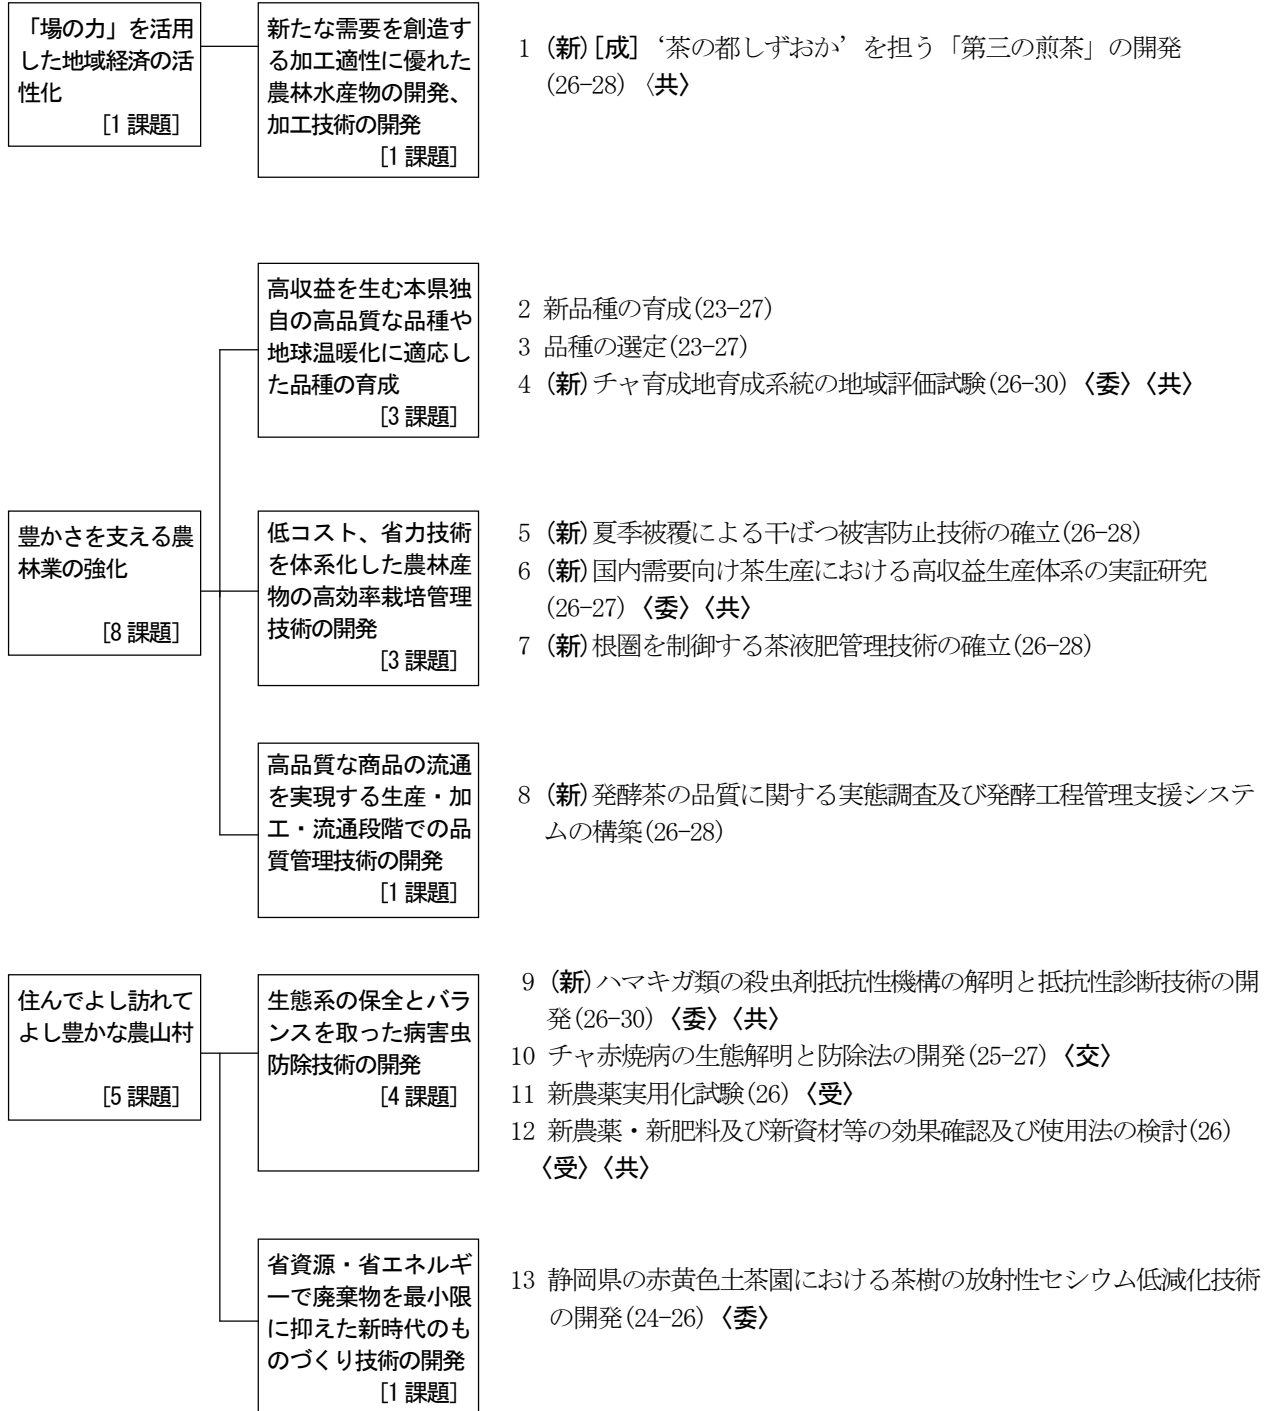 「場の力」を活用
した地域経済の活
性化
[1 課題]
新たな需要を創造す
る加工適性に優れた
農林水産物の開発、
加工技術の開発
[1 課題]
1 (新)[成] ‘茶の都しずおか’を担う「第三の煎茶」の開発
(26-28) 〈共〉
高収益を生む本県独
自の高品質な品種や
地球温暖化に適応し
た品種の育成
[3 課題]
2 新品種の育成(23-27)
3 品種の選定(23-27)
4 (新)チャ育成地育成系統の地域評価試験(26-30) 〈委〉〈共〉
豊かさを支える農
林業の強化
[8 課題]
低コスト、省力技術
を体系化した農林産
物の高効率栽培管理
技術の開発
[3 課題]
5 (新)夏季被覆による干ばつ被害防止技術の確立(26-28)
6 (新)国内需要向け茶生産における高収益生産体系の実証研究
(26-27) 〈委〉〈共〉
7 (新)根圏を制御する茶液肥管理技術の確立(26-28)
高品質な商品の流通
を実現する生産・加
工・流通段階での品
質管理技術の開発
[1 課題]
8 (新)発酵茶の品質に関する実態調査及び発酵工程管理支援システ
ムの構築(26-28)
住んでよし訪れて
よし豊かな農山村
[5 課題]
生態系の保全とバラ
ンスを取った病害虫
防除技術の開発
[4 課題]
9 (新)ハマキガ類の殺虫剤抵抗性機構の解明と抵抗性診断技術の開
発(26-30) 〈委〉〈共〉
10 チャ赤焼病の生態解明と防除法の開発(25-27) 〈交〉
11 新農薬実用化試験(26) 〈受〉
12 新農薬・新肥料及び新資材等の効果確認及び使用法の検討(26)
〈受〉〈共〉
省資源・省エネルギ
ーで廃棄物を最小限
に抑えた新時代のも
のづくり技術の開発
[1 課題]
13 静岡県の赤黄色土茶園における茶樹の放射性セシウム低減化技術
の開発(24-26) 〈委〉